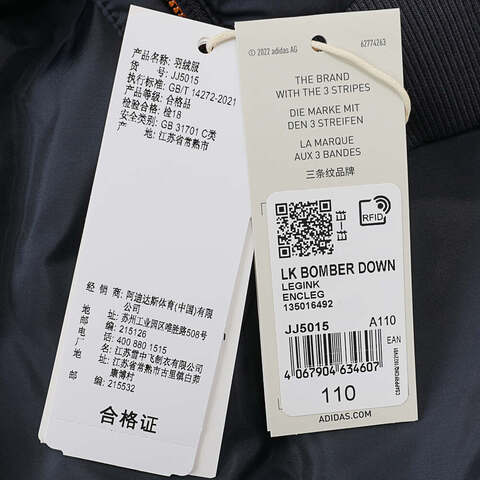 产品名称: 羽绒服
货　　号: JJ5015
执行标准: GB/T 14272-2021
产品等级: 合格品
检验合格: 检18
安全类别: GB 31701 C类
产　　地: 江苏省常熟市
经 销 商: 阿迪达斯体育(中国)有限
公司
地　　址: 苏州工业园区唯胜路508号
邮　　编: 215126
电　　话: 400 880 1515
厂　　名: 江苏雪中飞制衣有限公司
厂　　址: 江苏省常熟市古里镇白茆
康博村
邮　　编: 215532
合格证
© 2022 adidas AG
62774263
THE BRAND
WITH THE 3 STRIPES
DIE MARKE MIT
DEN 3 STREIFEN
LA MARQUE
AUX 3 BANDES
三条纹品牌
RFID
LK BOMBER DOWN
LEGINK
ENCLEG
135016492
JJ5015 A110
EAN
4 067904 634607
110
ADIDAS.COM